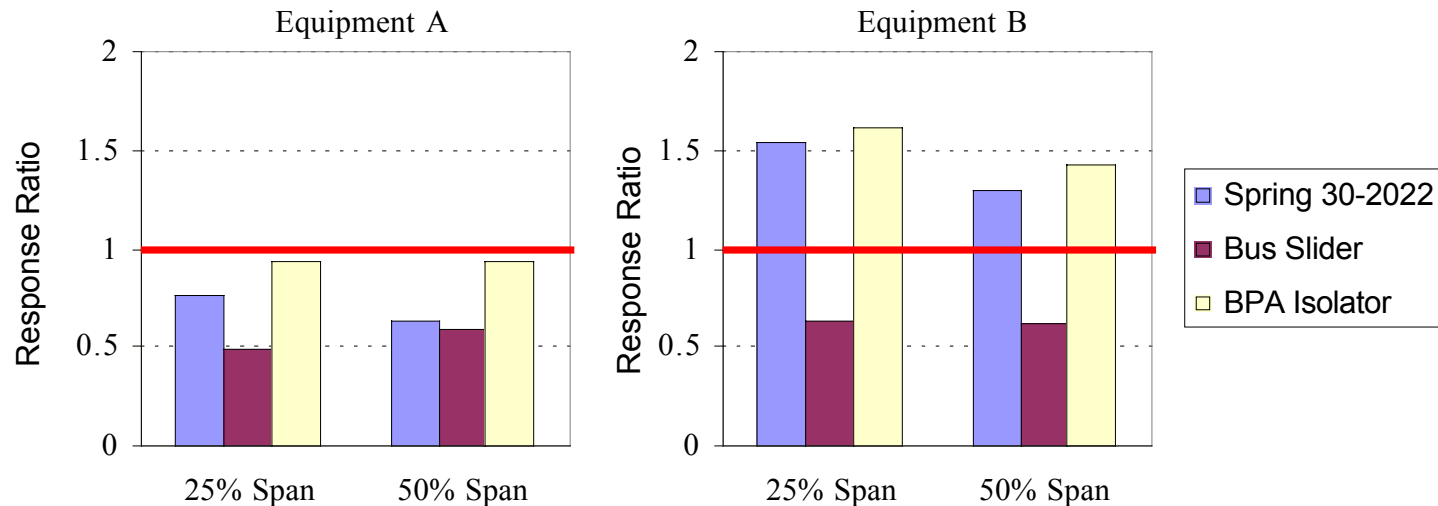 Equipment A
Response Ratio
2
1.5
1
0.5
0
25% Span
50% Span
Equipment B
Response Ratio
2
1.5
1
0.5
0
25% Span
50% Span
Spring 30-2022
Bus Slider
BPA Isolator